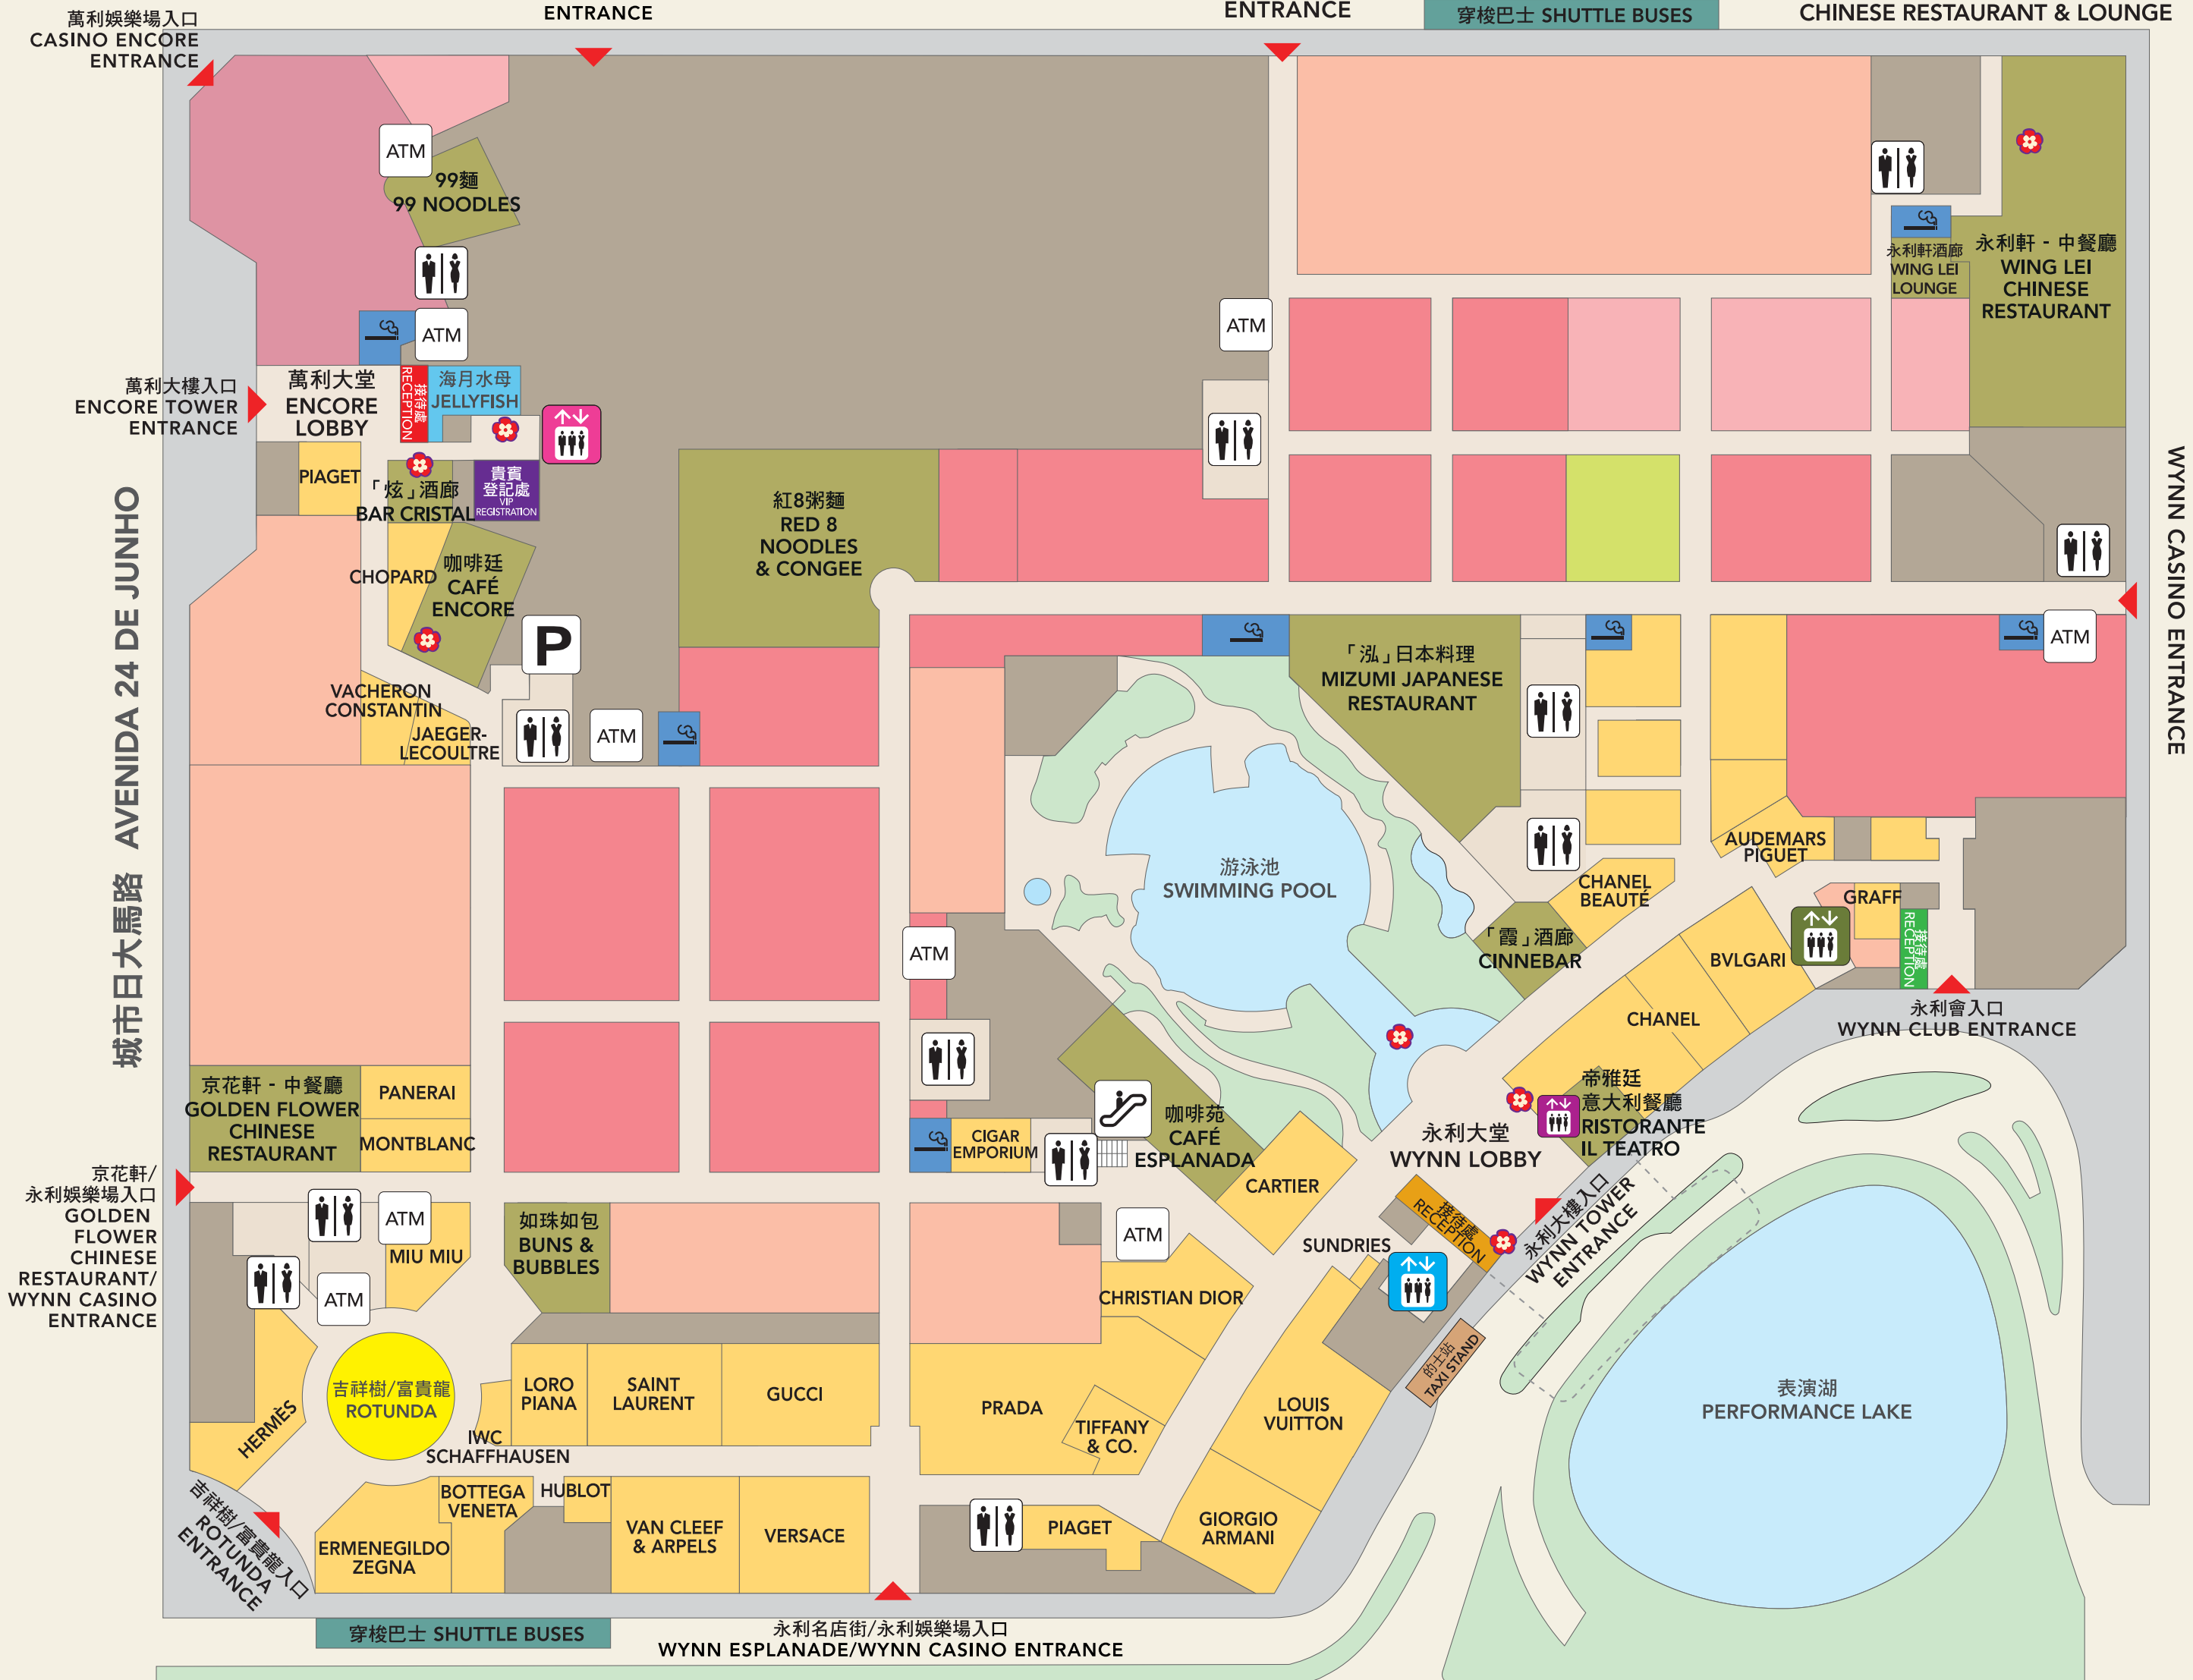 萬利娛樂場入口
CASINO ENCORE
ENTRANCE
ENTRANCE
ENTRANCE
穿梭巴士 SHUTTLE BUSES
CHINESE RESTAURANT & LOUNGE
ATM
99麵
99 NOODLES
ATM
萬利大樓入口
ENCORE TOWER
ENTRANCE
萬利大堂
ENCORE
LOBBY
接待處
RECEPTION
海月水母
JELLYFISH
PIAGET
「炫」酒廊
BAR CRISTAL
貴賓
登記處
VIP
REGISTRATION
CHOPARD
咖啡廷
CAFÉ
ENCORE
P
VACHERON
CONSTANTIN
JAEGER-
LECOULTRE
ATM
紅8粥麵
RED 8
NOODLES
& CONGEE
ATM
永利軒酒廊
WING LEI
LOUNGE
永利軒 - 中餐廳
WING LEI
CHINESE
RESTAURANT
WYNN CASINO ENTRANCE
城市日大馬路 AVENIDA 24 DE JUNHO
「泓」日本料理
MIZUMI JAPANESE
RESTAURANT
ATM
游泳池
SWIMMING POOL
AUDEMARS
PIGUET
CHANEL
BEAUTÉ
GRAFF
接待處
RECEPTION
「霞」酒廊
CINNEBAR
BVLGARI
CHANEL
永利會入口
WYNN CLUB ENTRANCE
ATM
京花軒 - 中餐廳
GOLDEN FLOWER
CHINESE
RESTAURANT
PANERAI
MONTBLANC
CIGAR
EMPORIUM
咖啡苑
CAFÉ
ESPLANADA
帝雅廷
意大利餐廳
RISTORANTE
IL TEATRO
永利大堂
WYNN LOBBY
CARTIER
接待處
RECEPTION
永利大樓入口
WYNN TOWER
ENTRANCE
京花軒/
永利娛樂場入口
GOLDEN
FLOWER
CHINESE
RESTAURANT/
WYNN CASINO
ENTRANCE
ATM
MIU MIU
ATM
如珠如包
BUNS &
BUBBLES
ATM
SUNDRIES
CHRISTIAN DIOR
的士站
TAXI STAND
吉祥樹/富貴龍
ROTUNDA
HERMÈS
LORO
PIANA
SAINT
LAURENT
GUCCI
IWC
SCHAFFHAUSEN
PRADA
TIFFANY
& CO.
LOUIS
VUITTON
表演湖
PERFORMANCE LAKE
吉祥樹/富貴龍入口
ROTUNDA
ENTRANCE
BOTTEGA
VENETA
HUBLOT
ERMENEGILDO
ZEGNA
VAN CLEEF
& ARPELS
VERSACE
PIAGET
GIORGIO
ARMANI
穿梭巴士 SHUTTLE BUSES
永利名店街/永利娛樂場入口
WYNN ESPLANADE/WYNN CASINO ENTRANCE